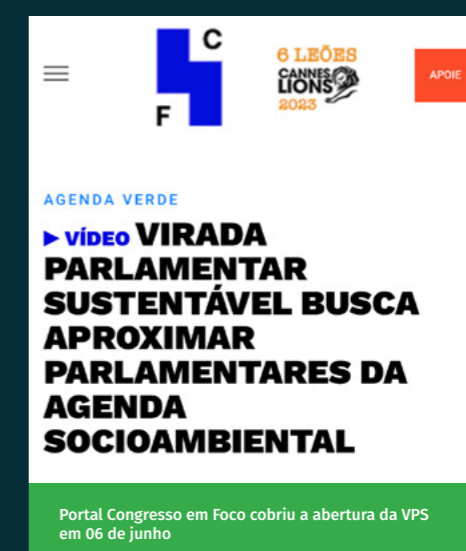 C
F
6 LEÕES
CANNES
LIONS
2023
APOIE
AGENDA VERDE
▶ VÍDEO VIRADA
PARLAMENTAR
SUSTENTÁVEL BUSCA
APROXIMAR
PARLAMENTARES DA
AGENDA
SOCIOAMBIENTAL
Portal Congresso em Foco cobriu a abertura da VPS
em 06 de junho